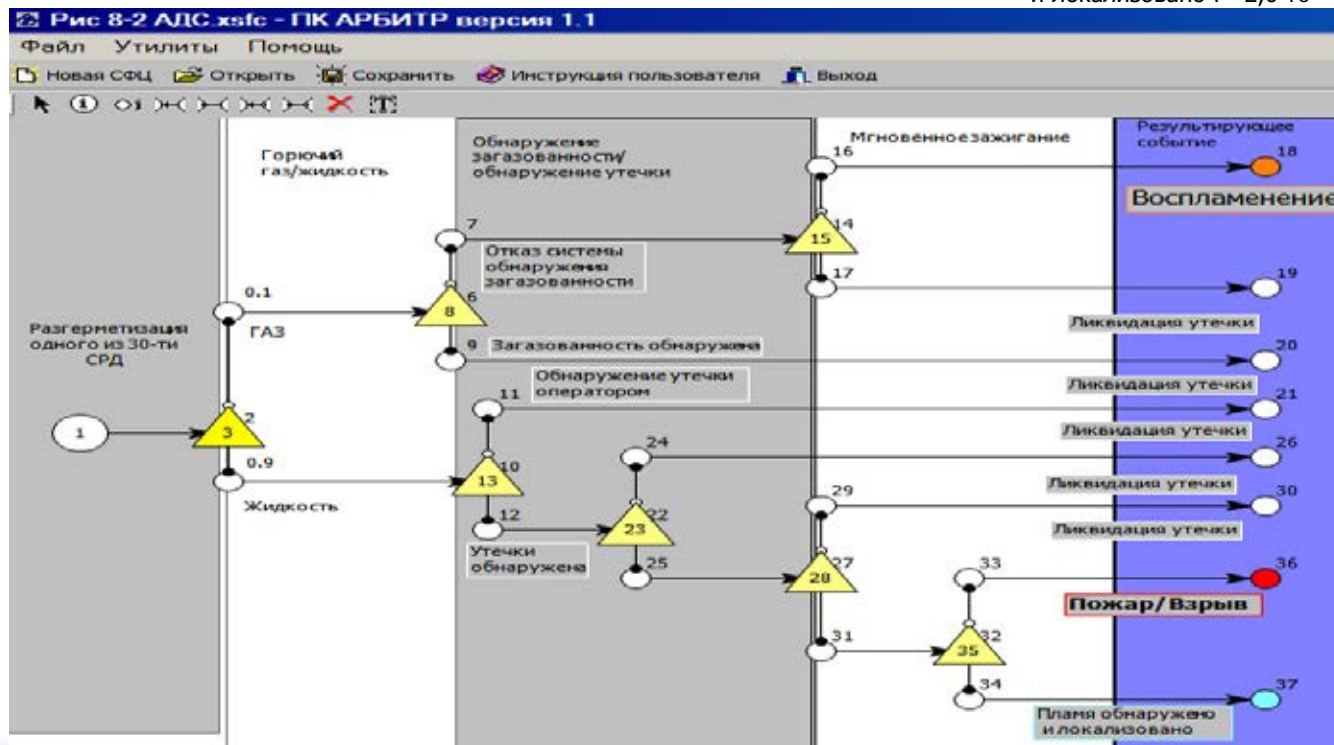 Рис 8-2 АДС.xsfc - ПК АРБИТР версия 1.1
Файл Утилиты Помощь
Новая СФЦ Открыть Сохранить Инструкция пользователя Выход
Разгерметизация
одного из 30-ти
СРД
1
3
2
0.1
ГАЗ
0.9
Жидкость
Горючий
газ/жидкость
Обнаружение
загазованности/
обнаружение утечки
7
Отказ системы
обнаружения
загазованности
6
8
9 Загазованность обнаружена
Обнаружение утечки
11 оператором
10
13
12
Утечки
обнаружена
24
22
23
25
Мгновенное зажигание
16
14
15
17
29
27
28
31
33
32
35
34
Результирующее
событие
18
Воспламенение
19
Ликвидация утечки
20
Ликвидация утечки
21
Ликвидация утечки
26
Ликвидация утечки
30
Ликвидация утечки
36
Пожар/Взрыв
37
Пламя обнаружено
и локализовано